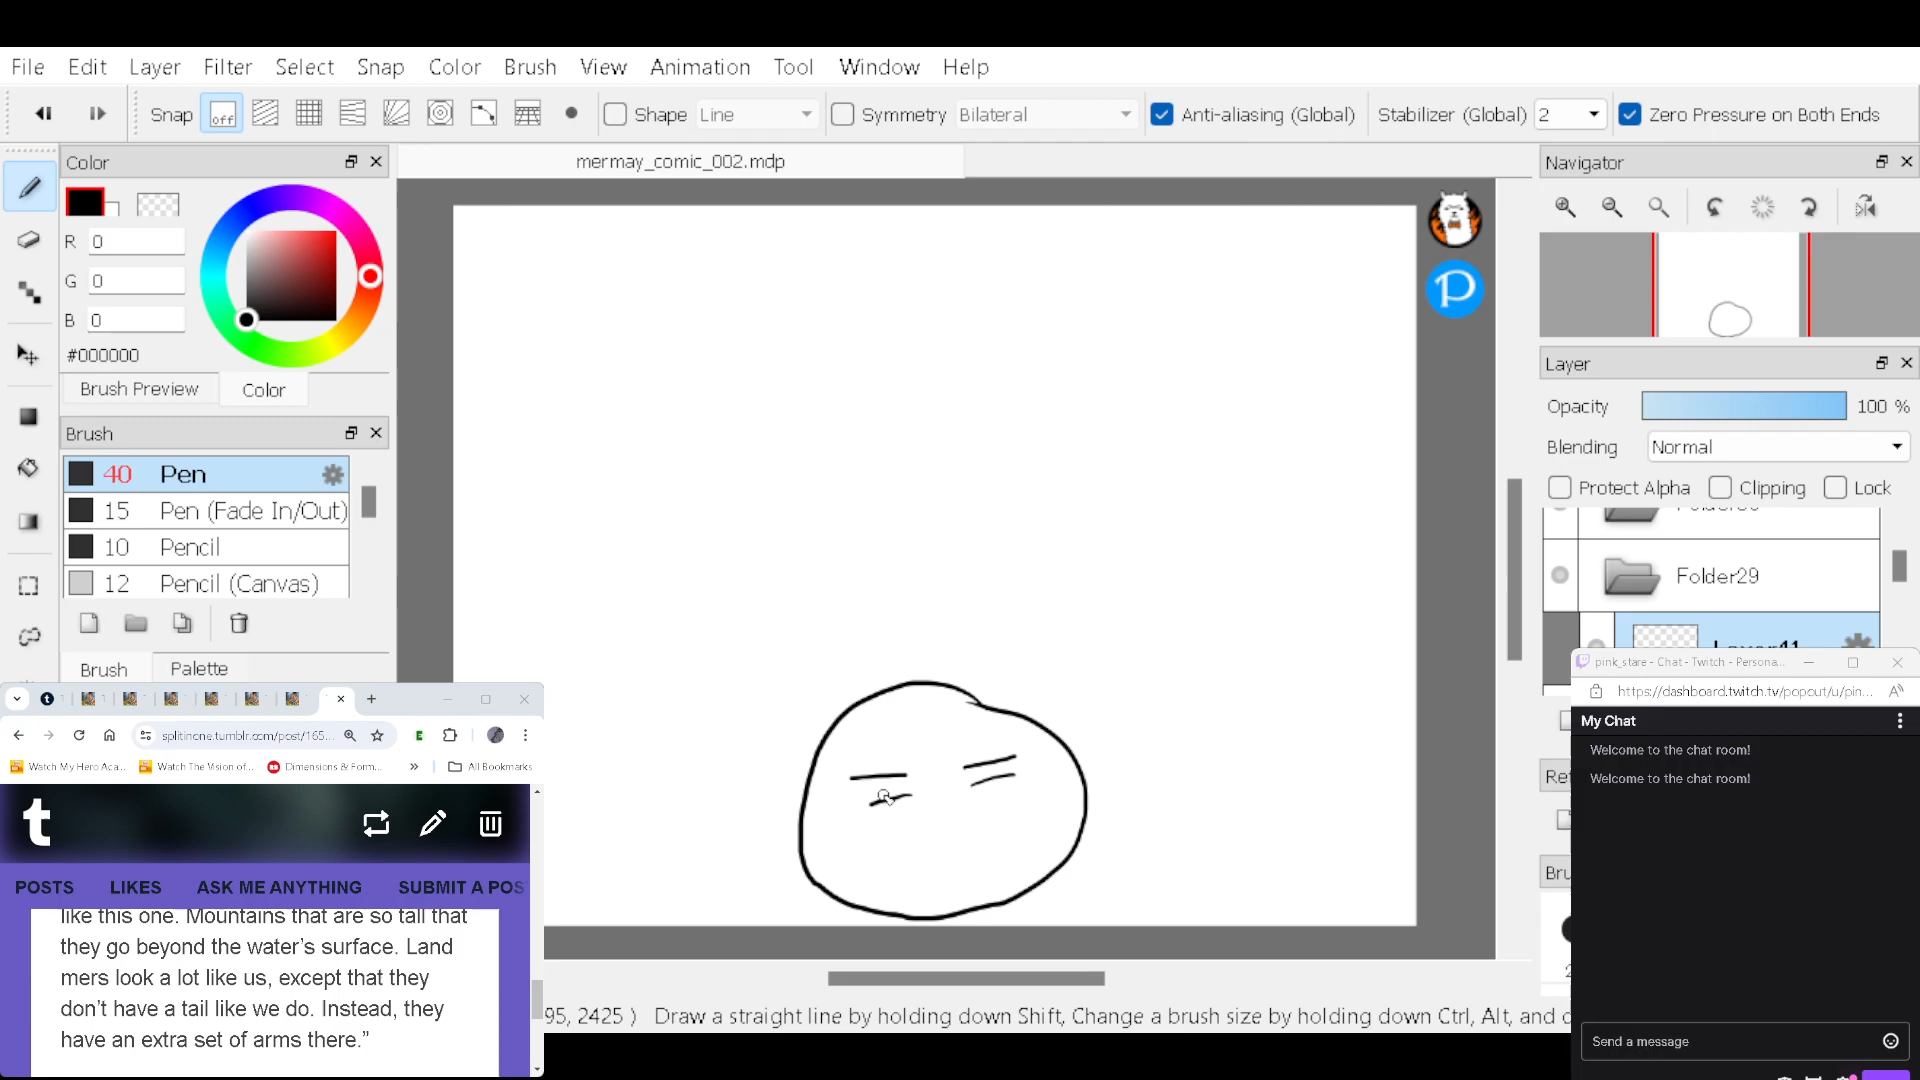 File Edit Layer Filter Select Snap Color Brush View Animation Tool Window Help
Snap off Shape Line Symmetry Bilateral Anti-aliasing (Global) Stabilizer (Global) 2 Zero Pressure on Both Ends
Color
mermay_comic_002.mdp
Navigator
R 0
G 0
B 0
#000000
Brush Preview Color
Brush
40 Pen
15 Pen (Fade In/Out)
10 Pencil
12 Pencil (Canvas)
Brush Palette
Layer
Opacity 100 %
Blending Normal
Protect Alpha Clipping Lock
Folder29
Layer41
splitinone.tumblr.com/post/165...
Watch My Hero Aca... Watch The Vision of... Dimensions & Form... » All Bookmarks
POSTS LIKES ASK ME ANYTHING SUBMIT A POS
like this one. Mountains that are so tall that
they go beyond the water's surface. Land
mers look a lot like us, except that they
don't have a tail like we do. Instead, they
have an extra set of arms there."
95, 2425 ) Draw a straight line by holding down Shift, Change a brush size by holding down Ctrl, Alt, and
pink_stare - Chat - Twitch - Persona...
https://dashboard.twitch.tv/popout/u/pin...
My Chat
Welcome to the chat room!
Welcome to the chat room!
Send a message
Ref
Bru